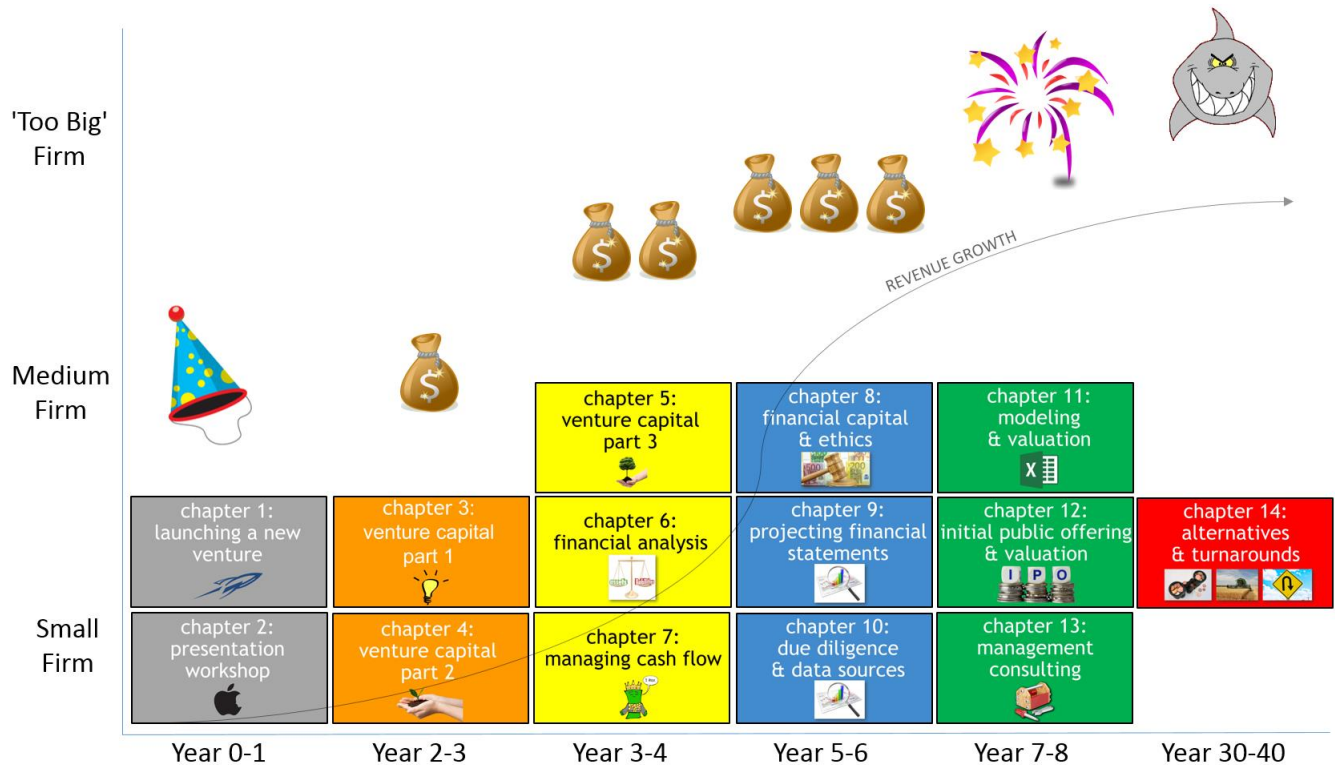 'Too Big'
Firm
REVENUE GROWTH
Medium
Firm
Small
Firm
chapter 1:
launching a new
venture
chapter 2:
presentation
workshop
chapter 3:
venture capital
part 1
chapter 4:
venture capital
part 2
chapter 5:
venture capital
part 3
chapter 6:
financial analysis
chapter 7:
managing cash flow
chapter 8:
financial capital
& ethics
chapter 9:
projecting financial
statements
chapter 10:
due diligence
& data sources
chapter 11:
modeling
& valuation
X
chapter 12:
initial public offering
& valuation
I P O
chapter 13:
management
consulting
chapter 14:
alternatives
& turnarounds
$
$ $
$ $ $
Year 0-1
Year 2-3
Year 3-4
Year 5-6
Year 7-8
Year 30-40